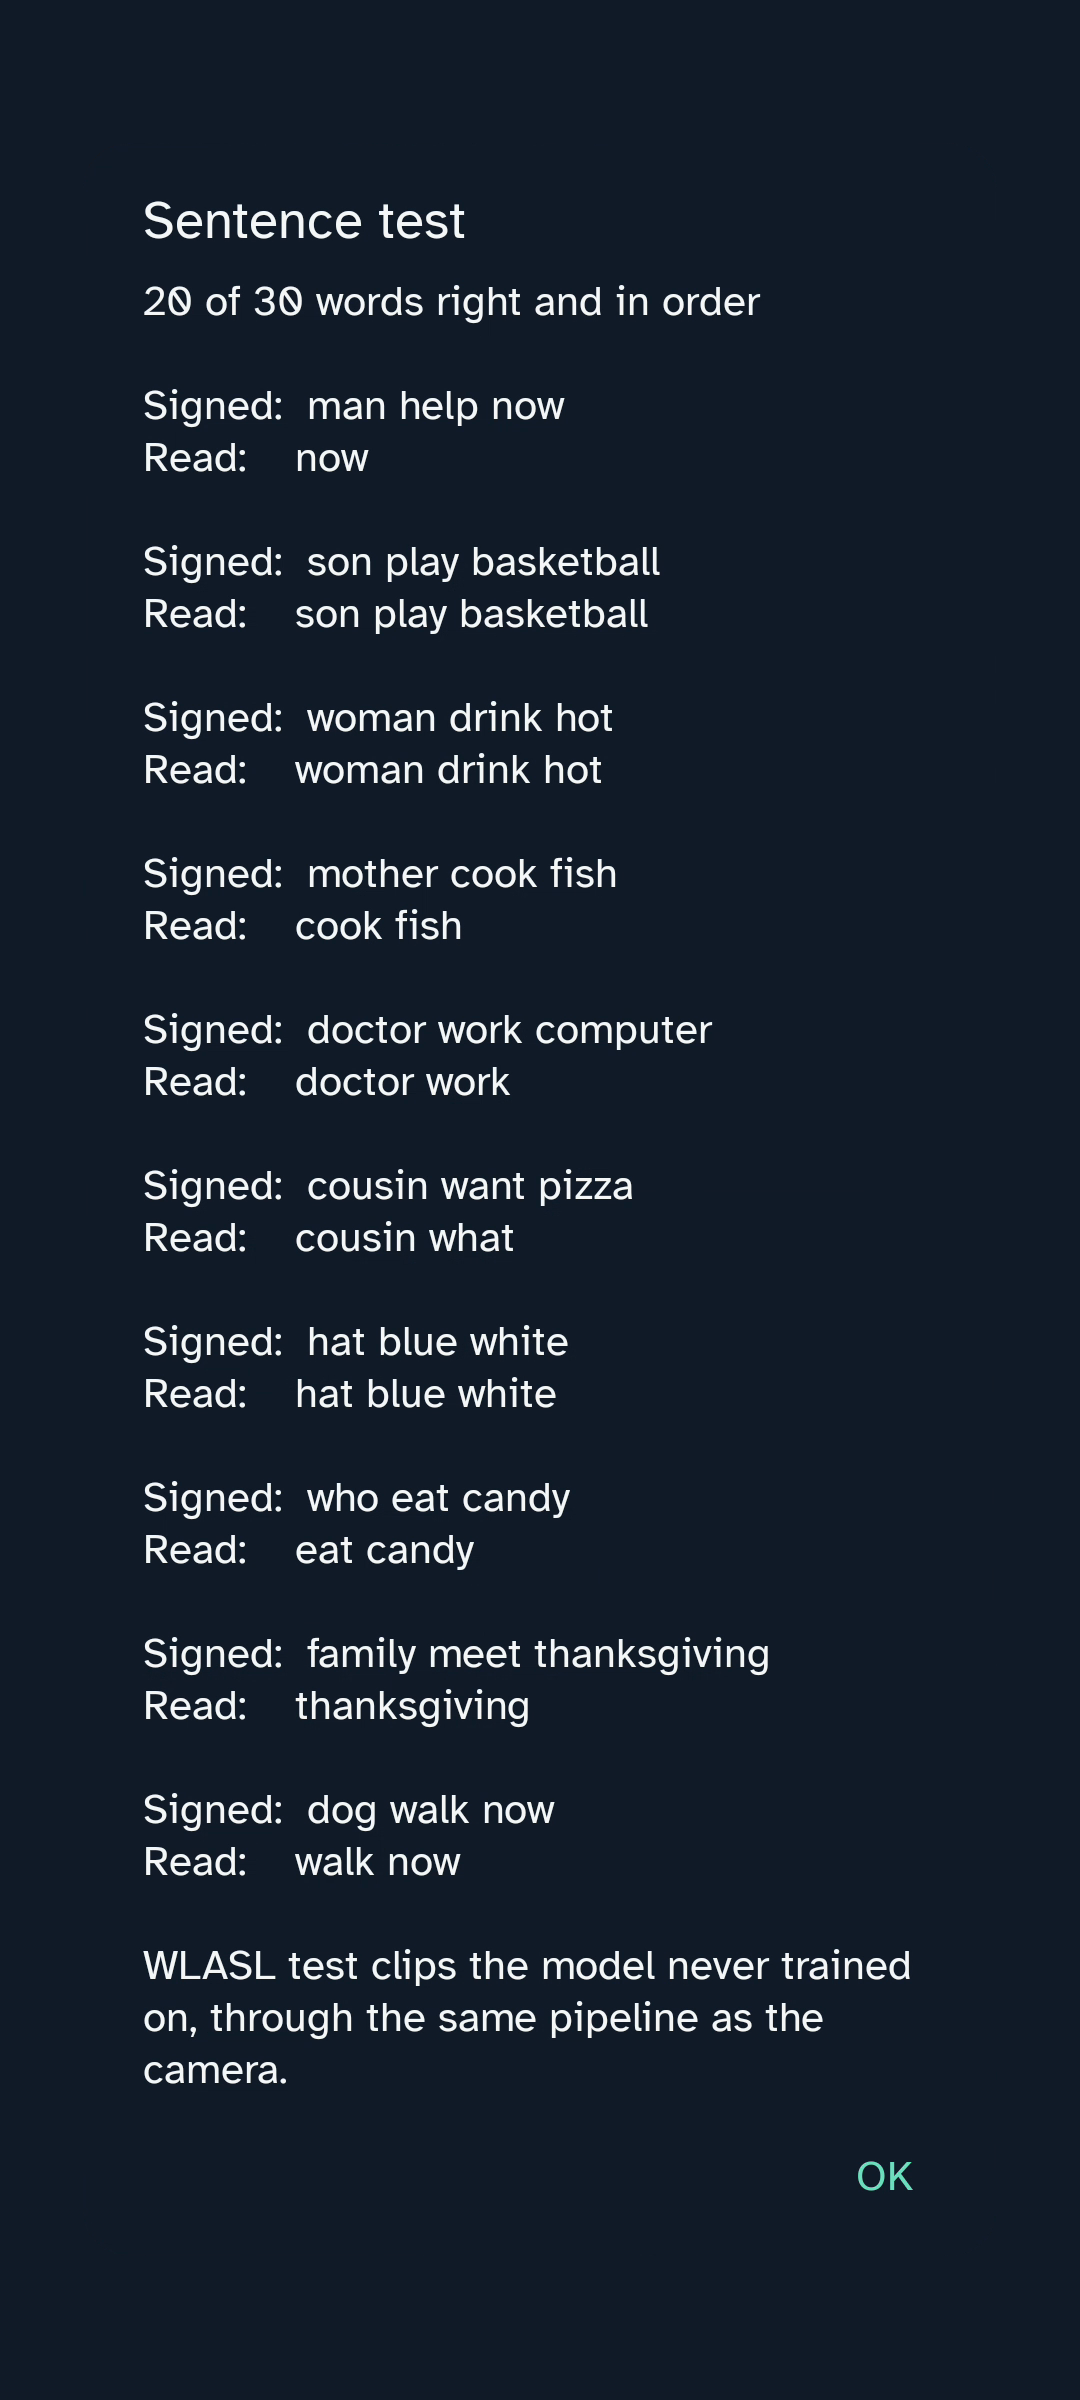 Sentence test
20 of 30 words right and in order
Signed: man help now
Read: now
Signed: son play basketball
Read: son play basketball
Signed: woman drink hot
Read: woman drink hot
Signed: mother cook fish
Read: cook fish
Signed: doctor work computer
Read: doctor work
Signed: cousin want pizza
Read: cousin what
Signed: hat blue white
Read: hat blue white
Signed: who eat candy
Read: eat candy
Signed: family meet thanksgiving
Read: thanksgiving
Signed: dog walk now
Read: walk now
WLASL test clips the model never trained
on, through the same pipeline as the
camera.
OK